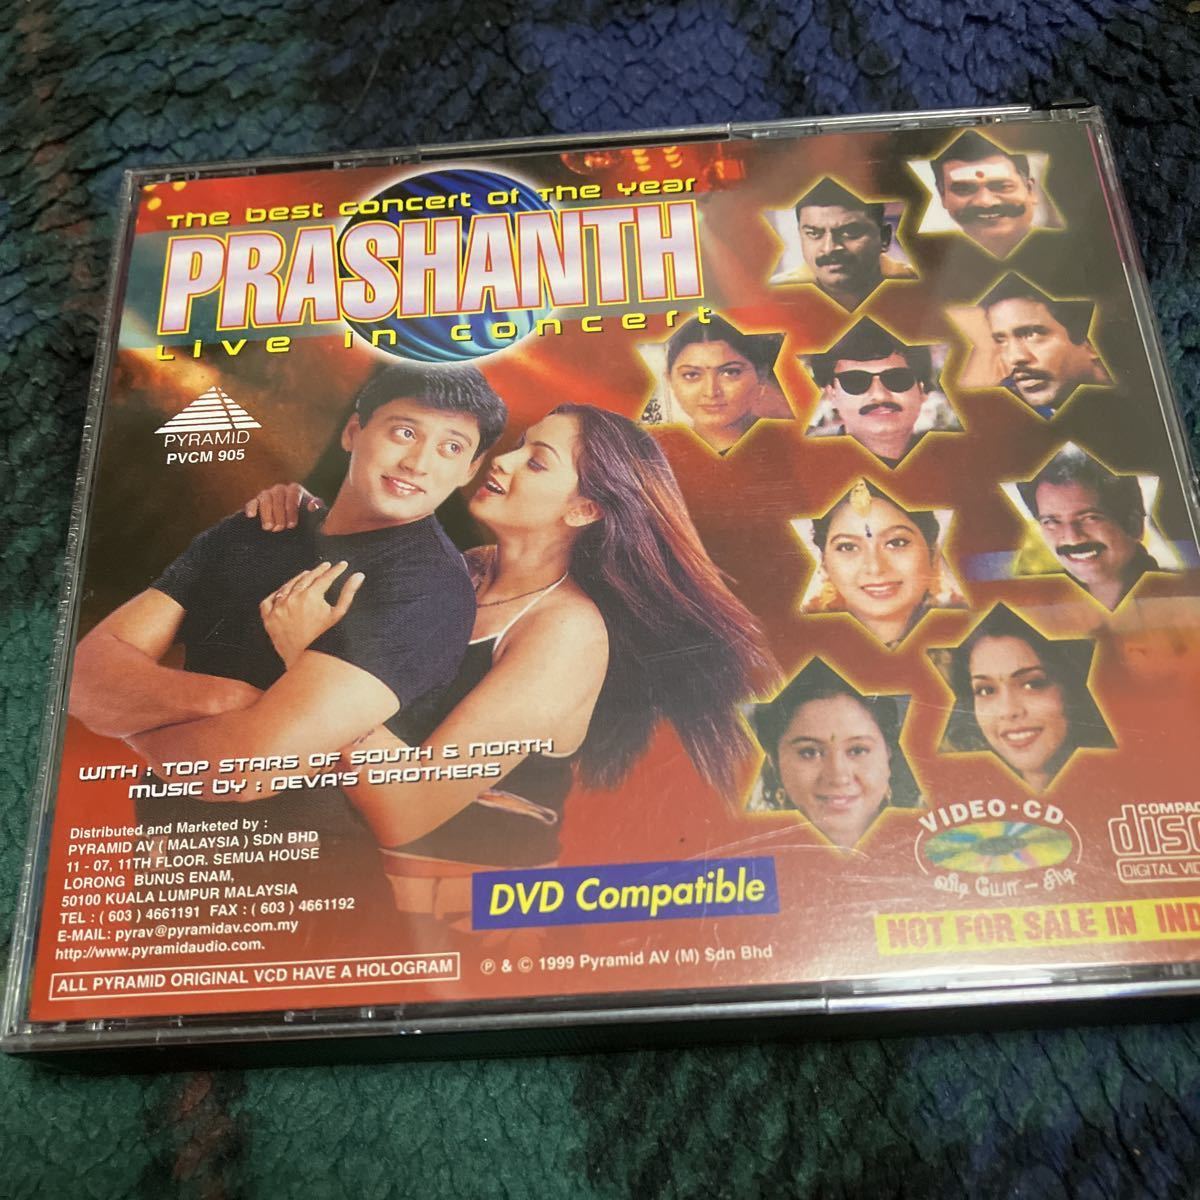 The best concert of The Year
PRASHANTH
Live in concert
PYRAMID
PVCM 905
WITH : TOP STARS OF SOUTH & NORTH
MUSIC BY : DEVA'S BROTHERS
Distributed and Marketed by :
PYRAMID AV ( MALAYSIA ) SDN BHD
11 - 07, 11TH FLOOR. SEMUA HOUSE
LORONG BUNUS ENAM,
50100 KUALA LUMPUR MALAYSIA
TEL : ( 603 ) 4661191 FAX : ( 603 ) 4661192
E-MAIL: pyrav@pyramidav.com.my
http://www.pyramidaudio.com.
ALL PYRAMID ORIGINAL VCD HAVE A HOLOGRAM
DVD Compatible
℗ & © 1999 Pyramid AV (M) Sdn Bhd
VIDEO-CD
வீடியோ - சிடி
COMPAC
disc
DIGITAL VI
NOT FOR SALE IN IND